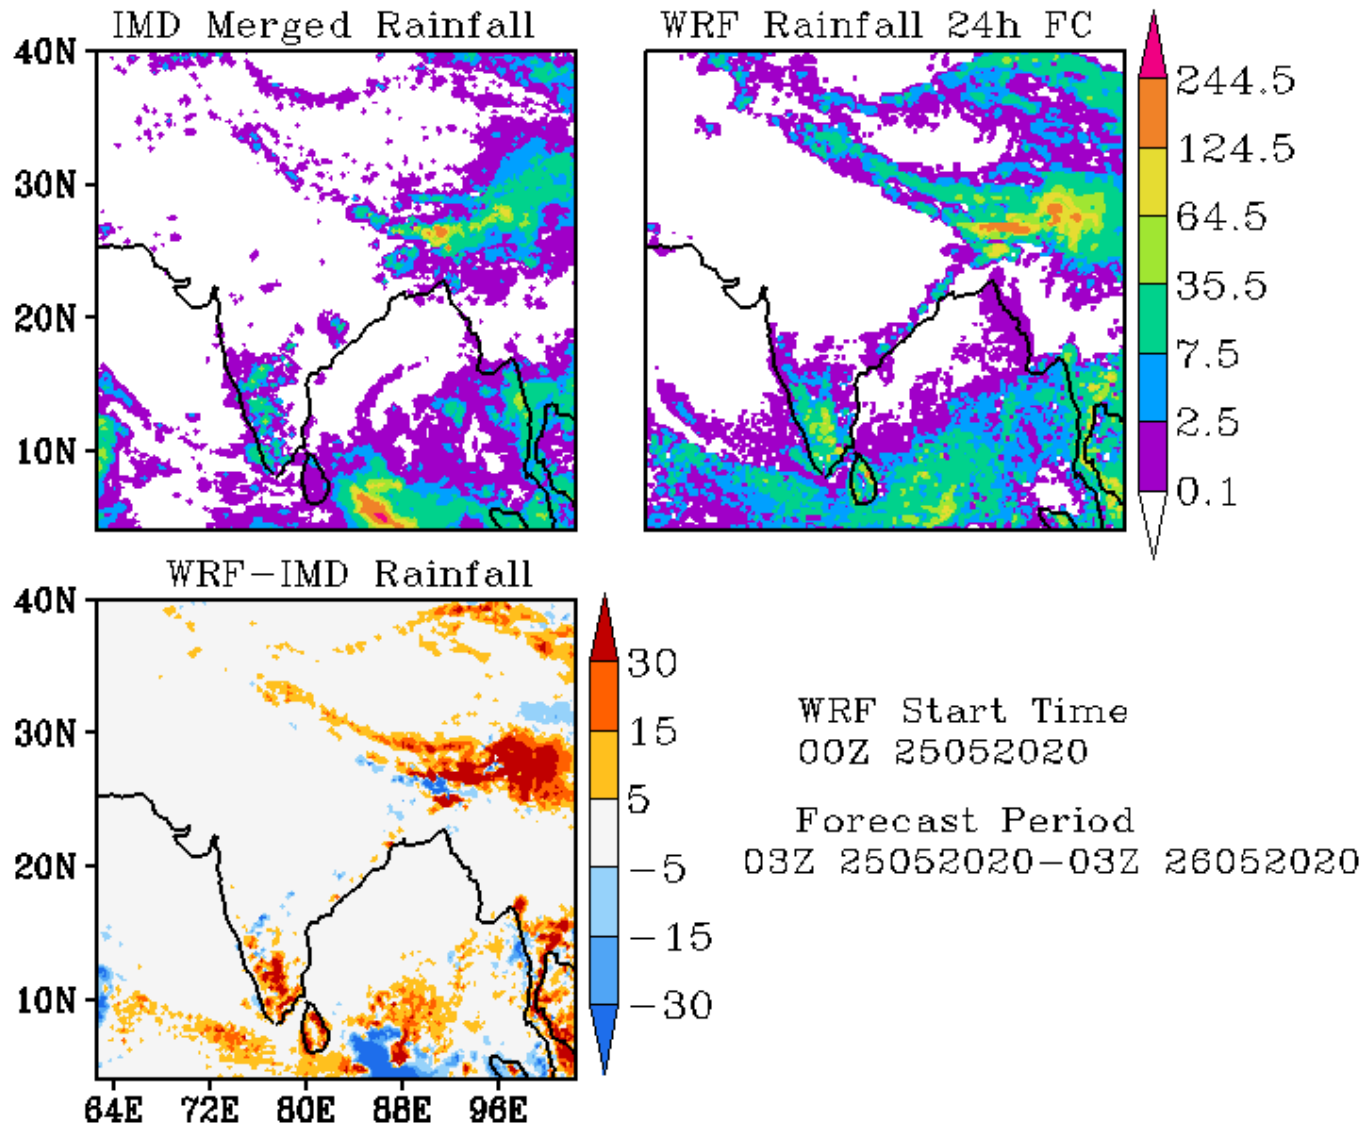 IMD Merged Rainfall
WRF Rainfall 24h FC
40N
30N
20N
10N
244.5
124.5
64.5
35.5
7.5
2.5
0.1
WRF-IMD Rainfall
40N
30N
20N
10N
64E 72E 80E 88E 96E
30
15
5
-5
-15
-30
WRF Start Time
00Z 25052020
Forecast Period
03Z 25052020-03Z 26052020